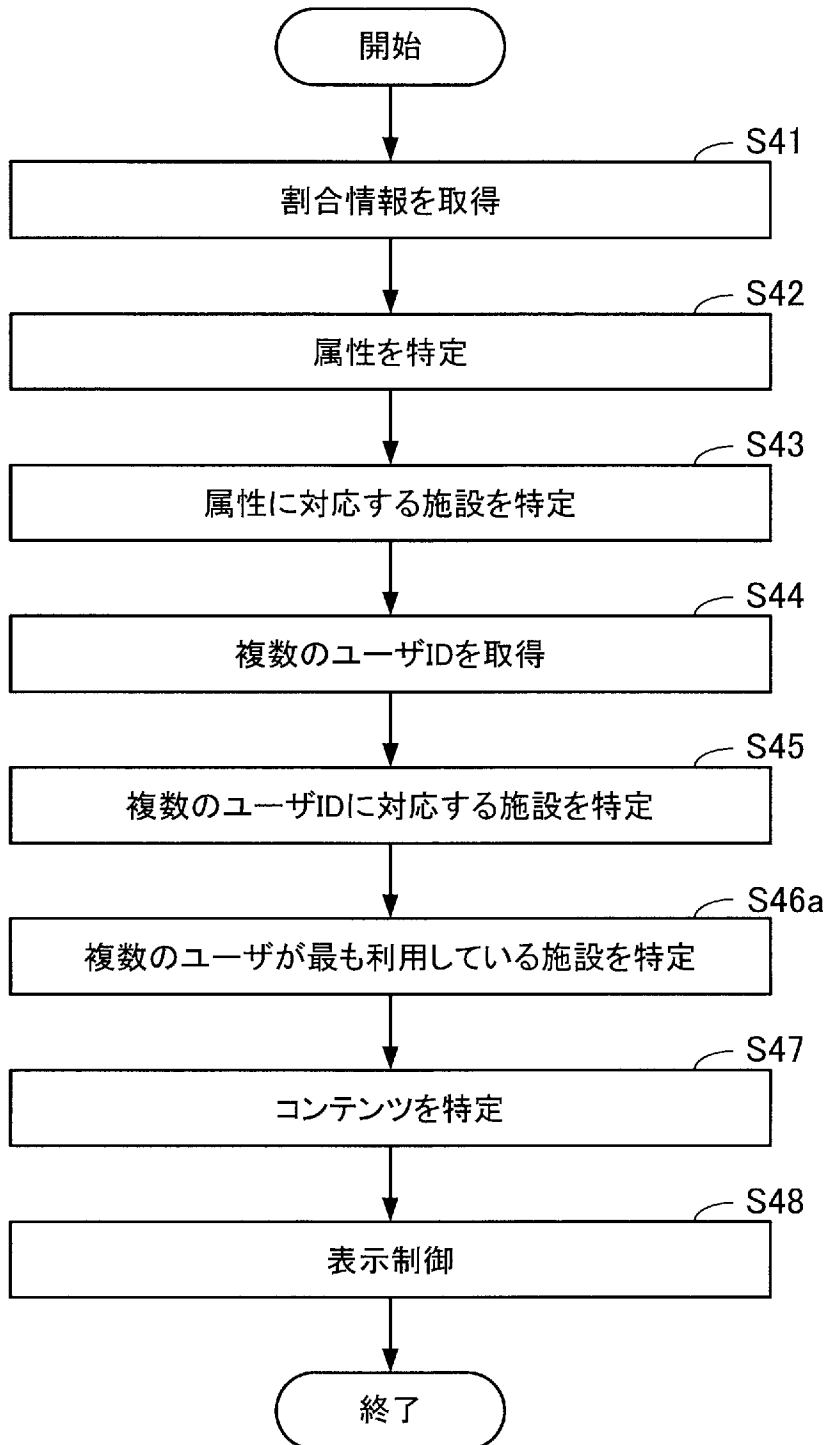 開始
S41
割合情報を取得
S42
属性を特定
S43
属性に対応する施設を特定
S44
複数のユーザIDを取得
S45
複数のユーザIDに対応する施設を特定
S46a
複数のユーザが最も利用している施設を特定
S47
コンテンツを特定
S48
表示制御
終了